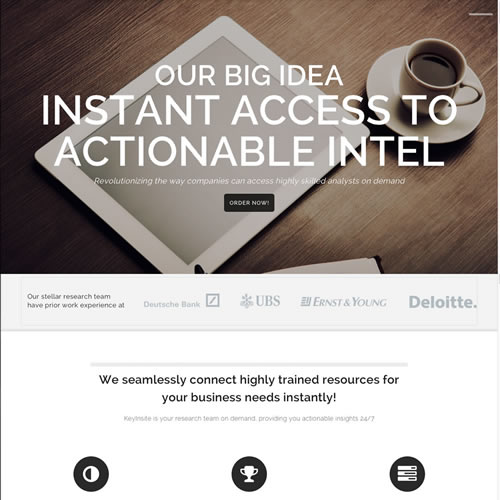 OUR BIG IDEA
INSTANT ACCESS TO
ACTIONABLE INTEL
Revolutionizing the way companies can access highly skilled analysts on demand
ORDER NOW!
Our stellar research team
have prior work experience at
Deutsche Bank
UBS
ERNST & YOUNG
Deloitte.
We seamlessly connect highly trained resources for
your business needs instantly!
KeyInsite is your research team on demand, providing you actionable insights 24/7